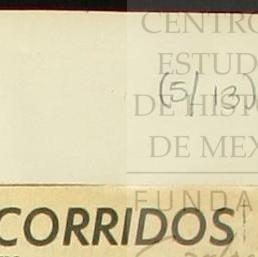 CENTRO
ESTUD
(5/13)
DE HIST
DE MEX
FUNDA
CORRIDOS